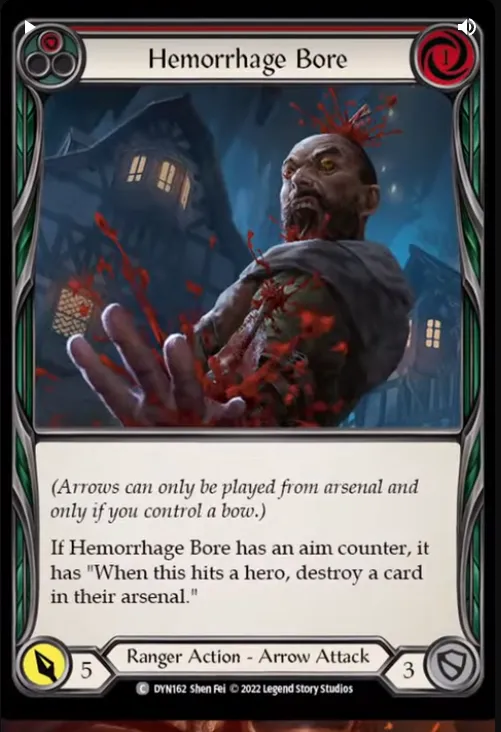 Hemorrhage Bore
1
(Arrows can only be played from arsenal and
only if you control a bow.)
If Hemorrhage Bore has an aim counter, it
has "When this hits a hero, destroy a card
in their arsenal."
5
Ranger Action - Arrow Attack
3
C DYN162 Shen Fei © 2022 Legend Story Studios